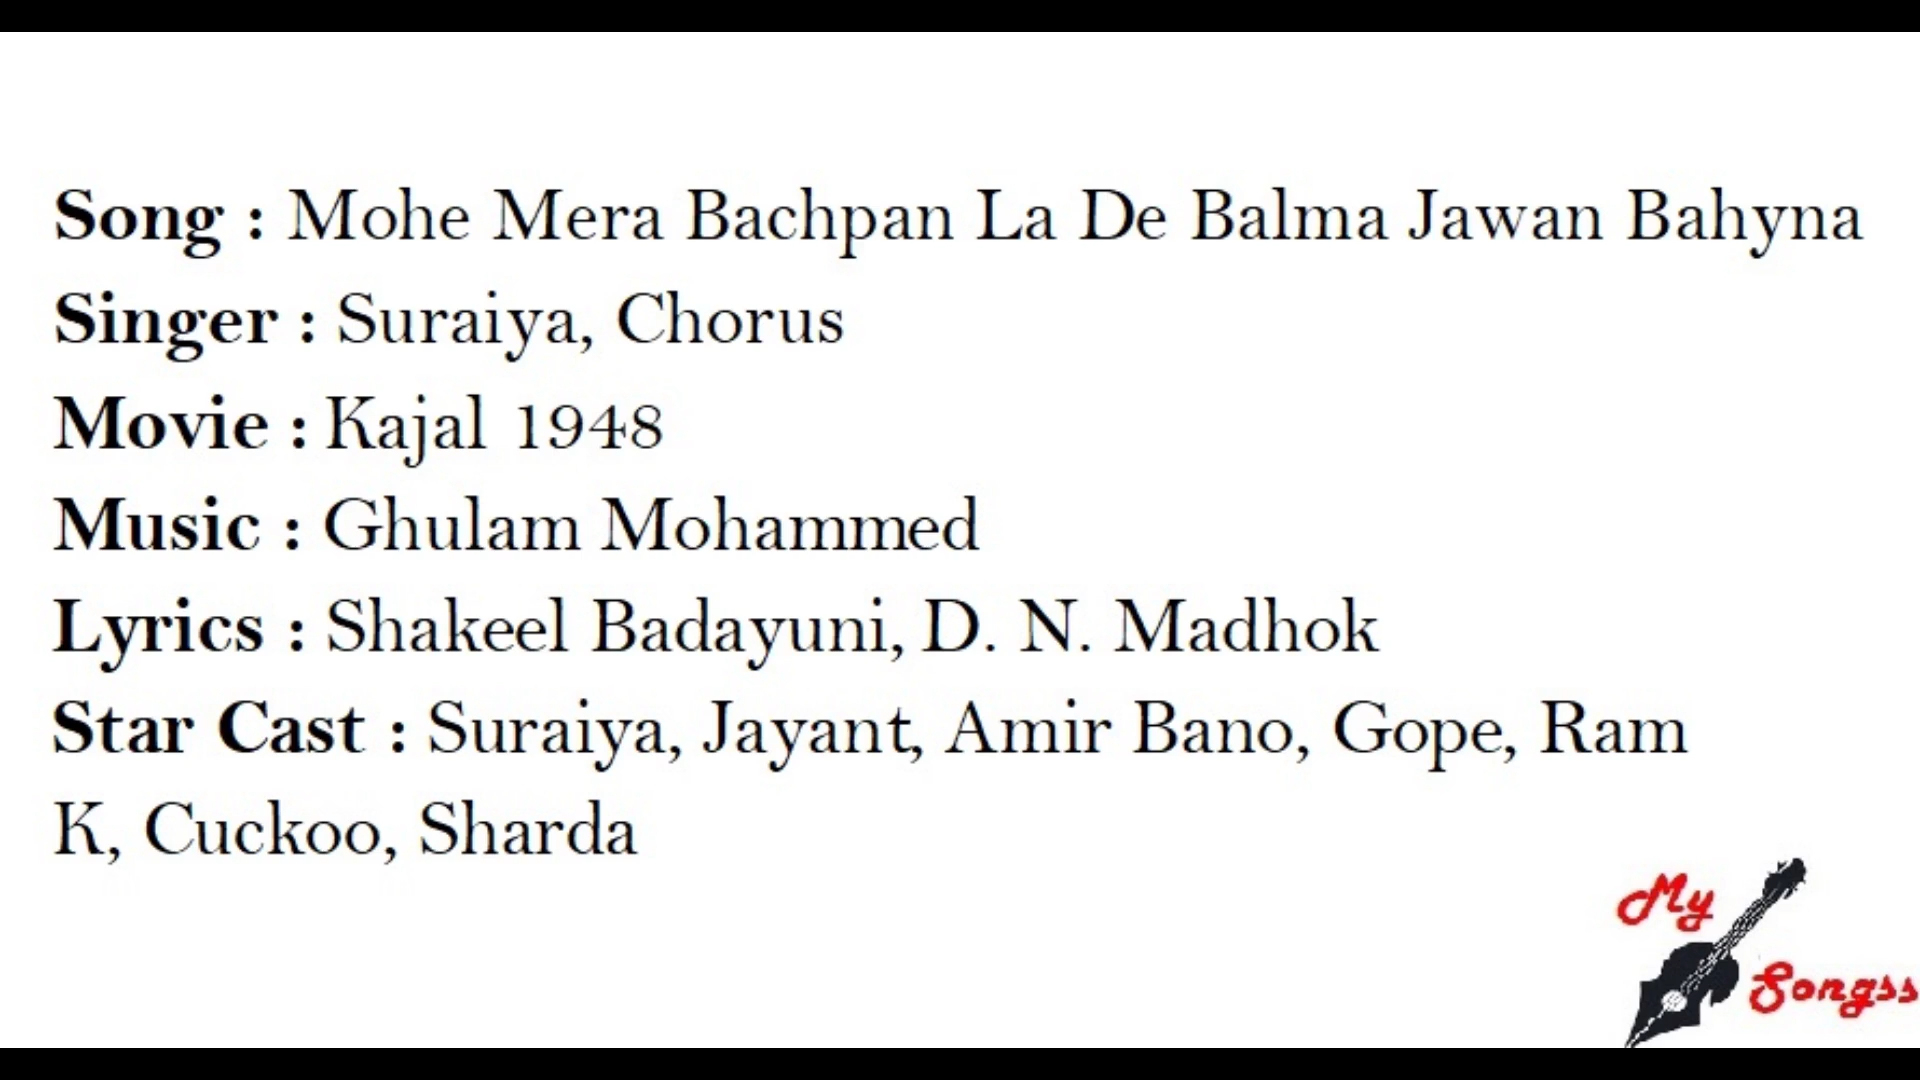 Song : Mohe Mera Bachpan La De Balma Jawan Bahyna
Singer : Suraiya, Chorus
Movie : Kajal 1948
Music : Ghulam Mohammed
Lyrics : Shakeel Badayuni, D. N. Madhok
Star Cast : Suraiya, Jayant, Amir Bano, Gope, Ram
K, Cuckoo, Sharda
My
Songss